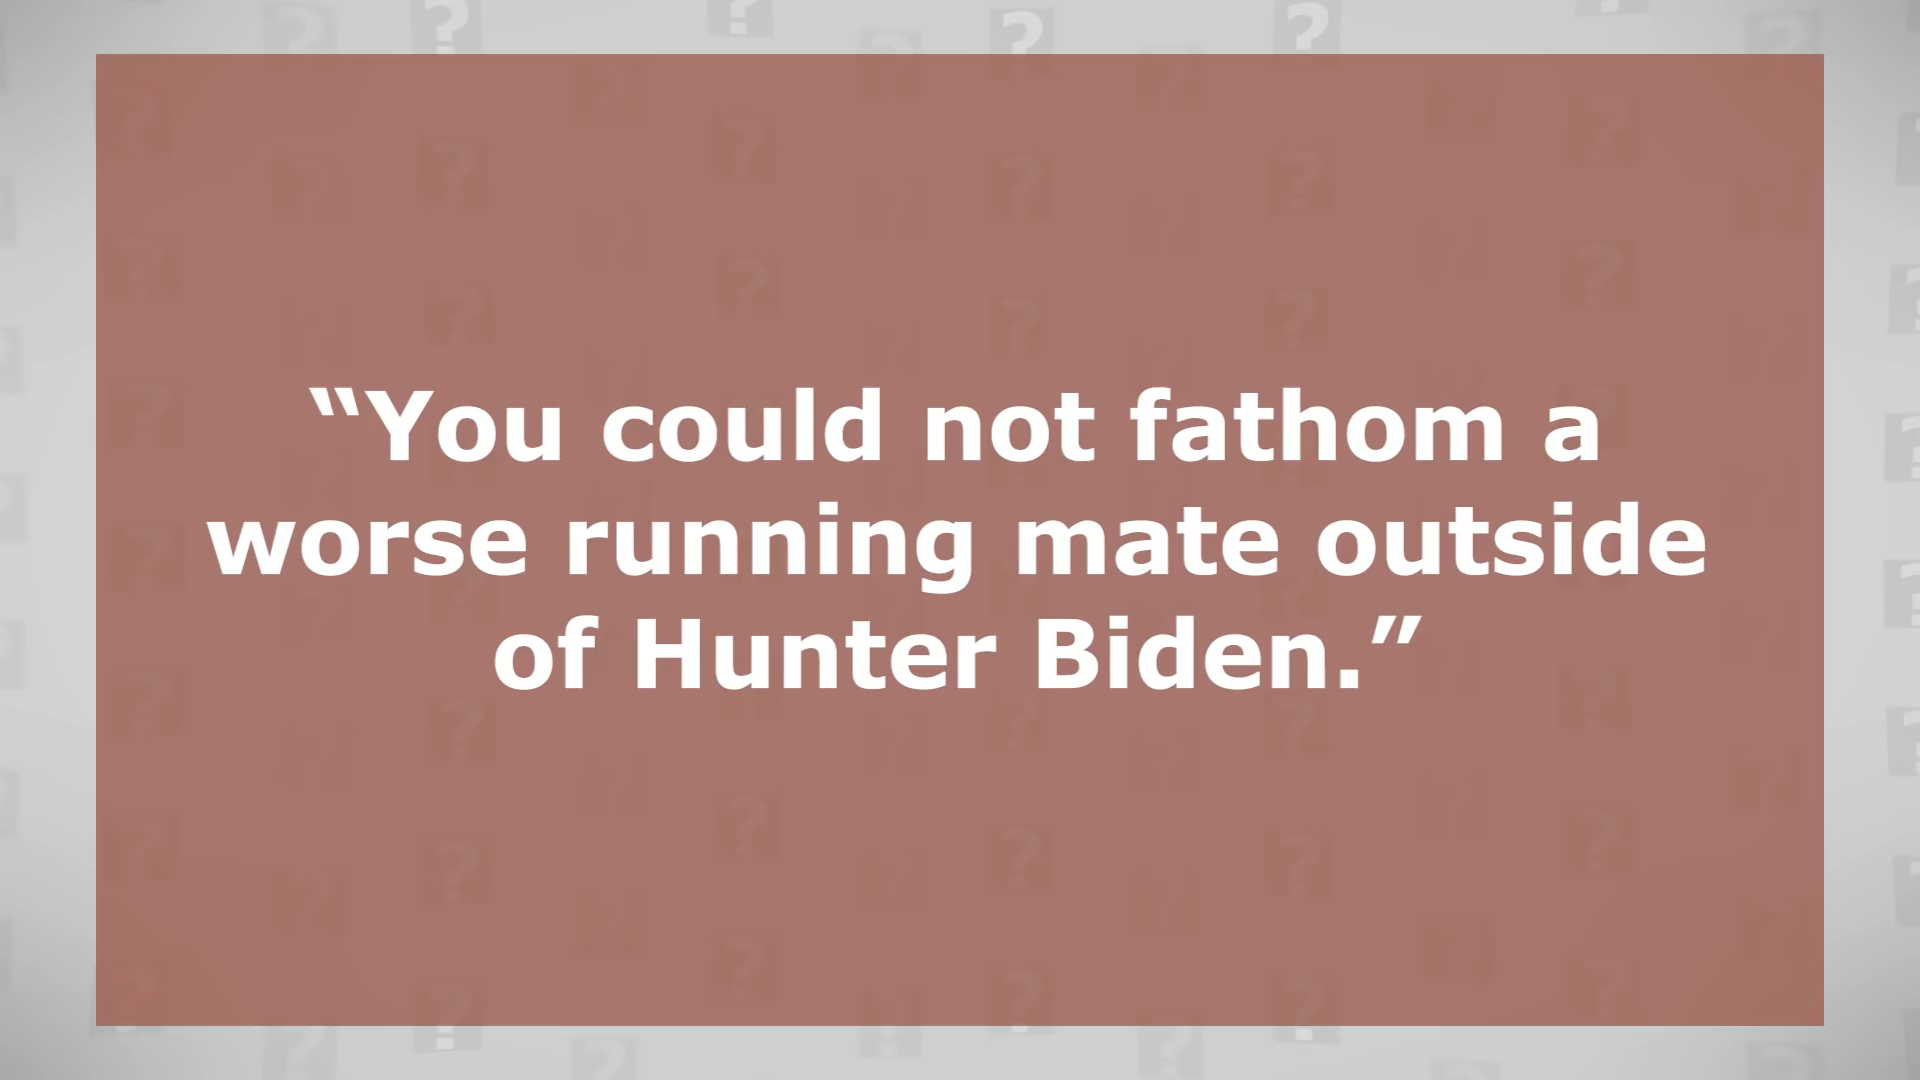 “You could not fathom a
worse running mate outside
of Hunter Biden.”